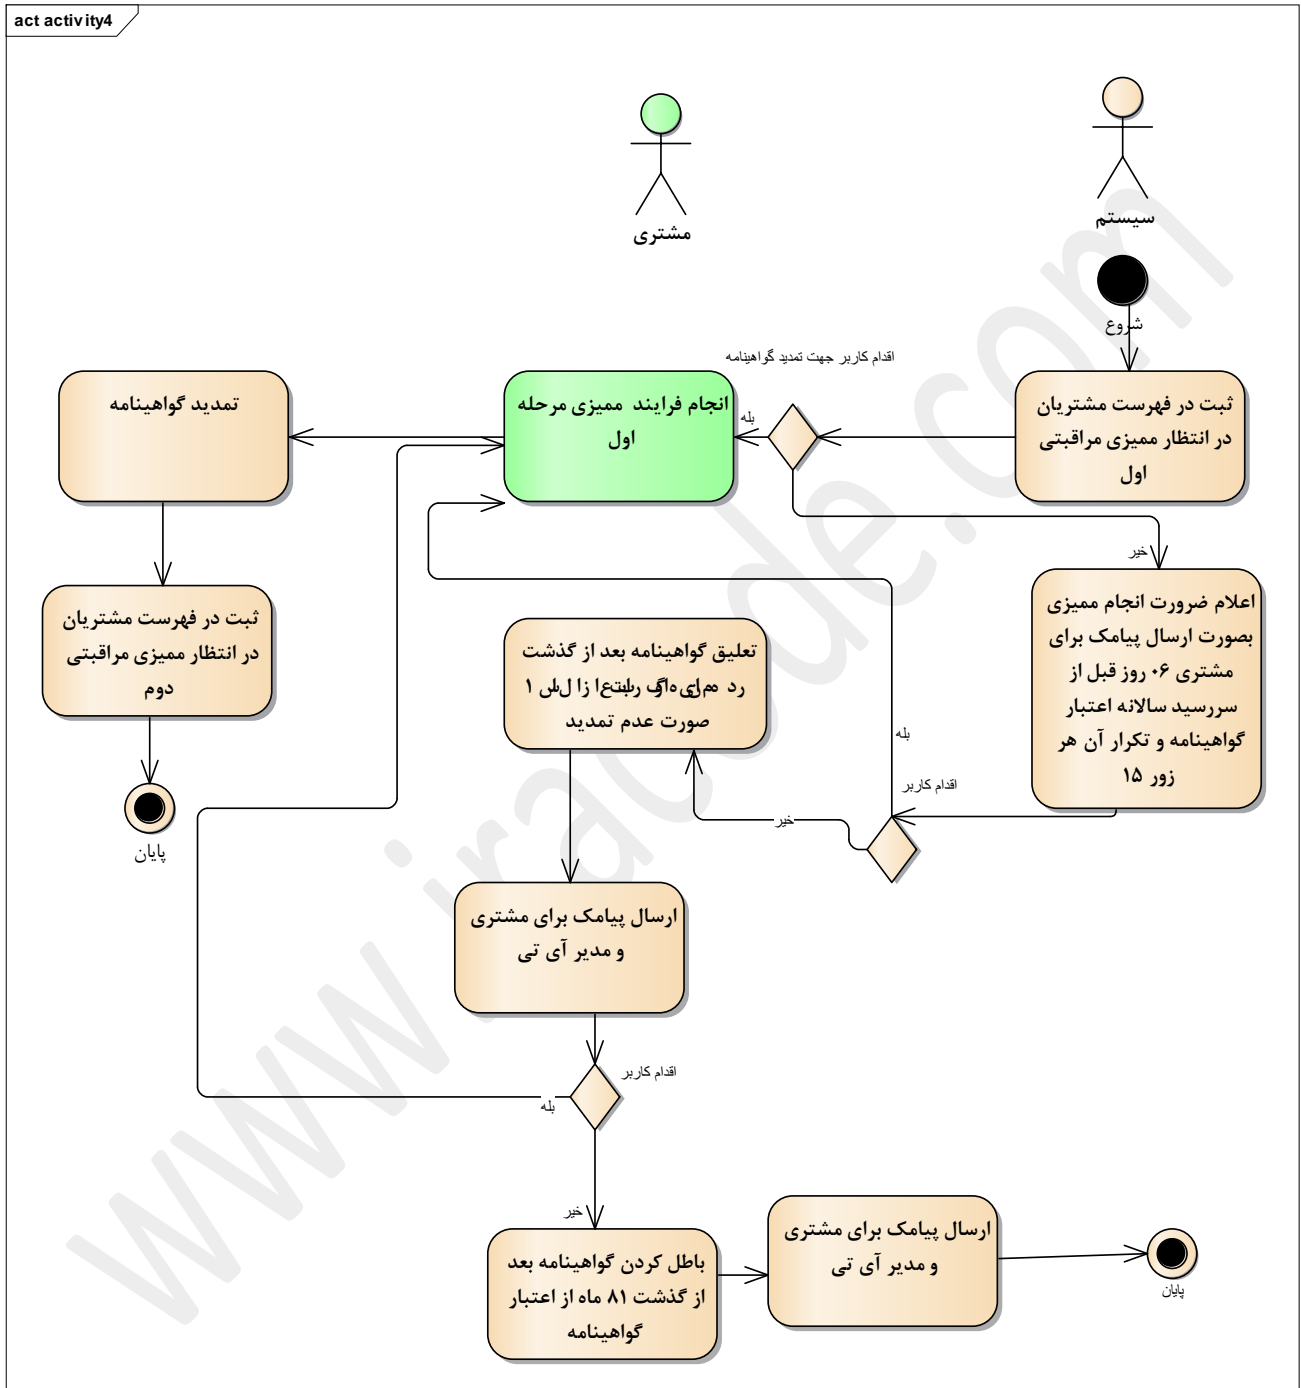 act activity4
مشتری
سیستم
شروع
اقدام کاربر جهت تمدید گواهینامه
ثبت در فهرست مشتریان
در انتظار ممیزی مراقبتی
اول
بله
انجام فرایند ممیزی مرحله
اول
تمدید گواهینامه
خیر
ثبت در فهرست مشتریان
در انتظار ممیزی مراقبتی
دوم
پایان
اعلام ضرورت انجام ممیزی
بصورت ارسال پیامک برای
مشتری ۰۶ روز قبل از
سررسید سالانه اعتبار
گواهینامه و تکرار آن هر
زور ۱۵
اقدام کاربر
بله
خیر
تعلیق گواهینامه بعد از گذشت
۱
صورت عدم تمدید
ارسال پیامک برای مشتری
و مدیر آی تی
اقدام کاربر
بله
خیر
باطل کردن گواهینامه بعد
از گذشت ۸۱ ماه از اعتبار
گواهینامه
ارسال پیامک برای مشتری
و مدیر آی تی
پایان
www.iracode.com